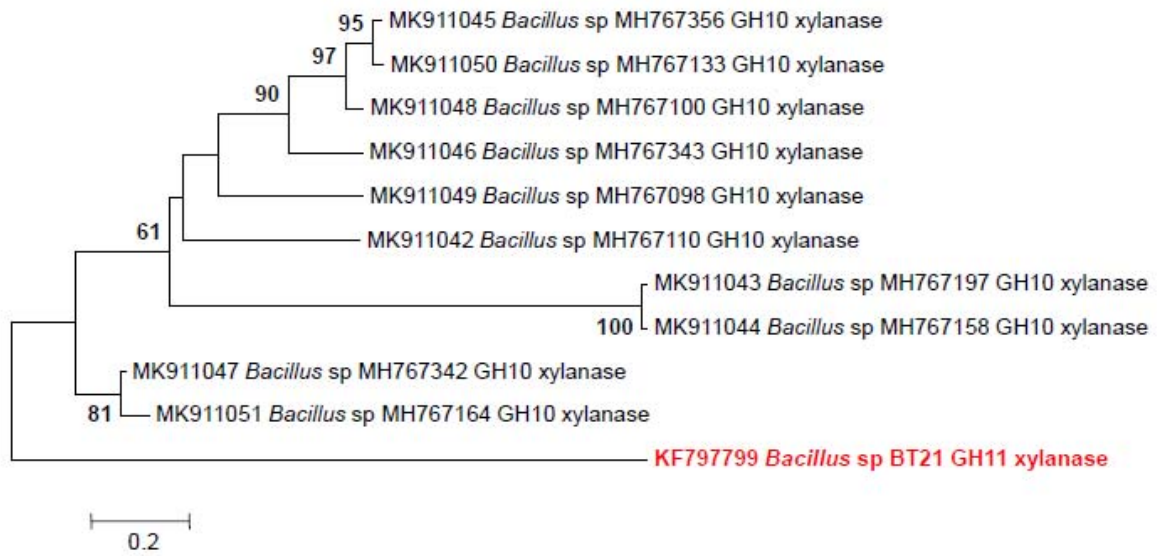 95
MK911045 Bacillus sp MH767356 GH10 xylanase
97
MK911050 Bacillus sp MH767133 GH10 xylanase
90
MK911048 Bacillus sp MH767100 GH10 xylanase
MK911046 Bacillus sp MH767343 GH10 xylanase
MK911049 Bacillus sp MH767098 GH10 xylanase
61
MK911042 Bacillus sp MH767110 GH10 xylanase
MK911043 Bacillus sp MH767197 GH10 xylanase
100
MK911044 Bacillus sp MH767158 GH10 xylanase
MK911047 Bacillus sp MH767342 GH10 xylanase
81
MK911051 Bacillus sp MH767164 GH10 xylanase
KF797799 Bacillus sp BT21 GH11 xylanase
0.2